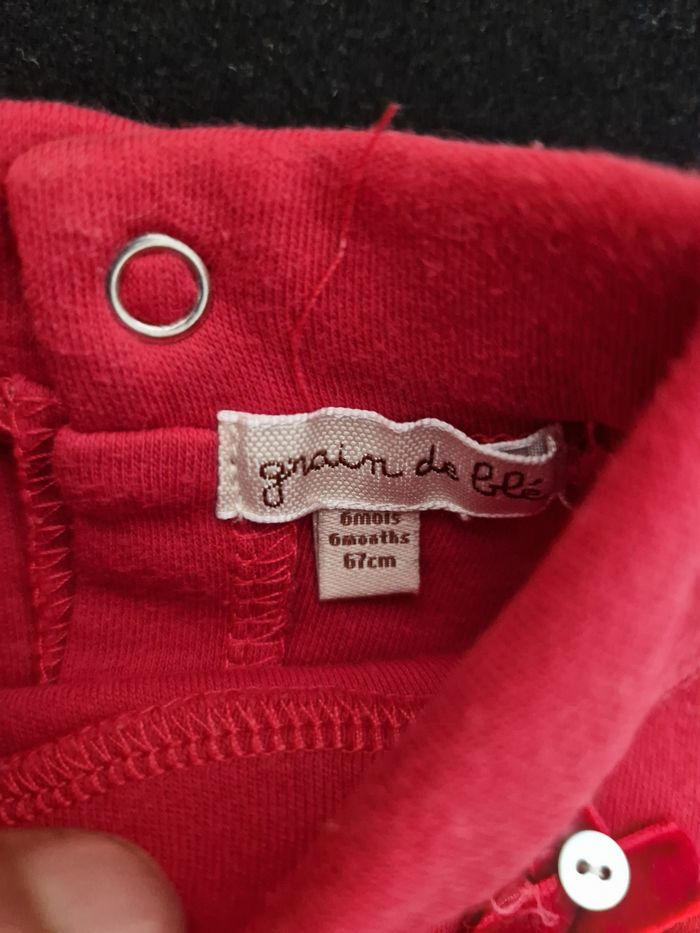 grain de blé
6mois
6months
67cm